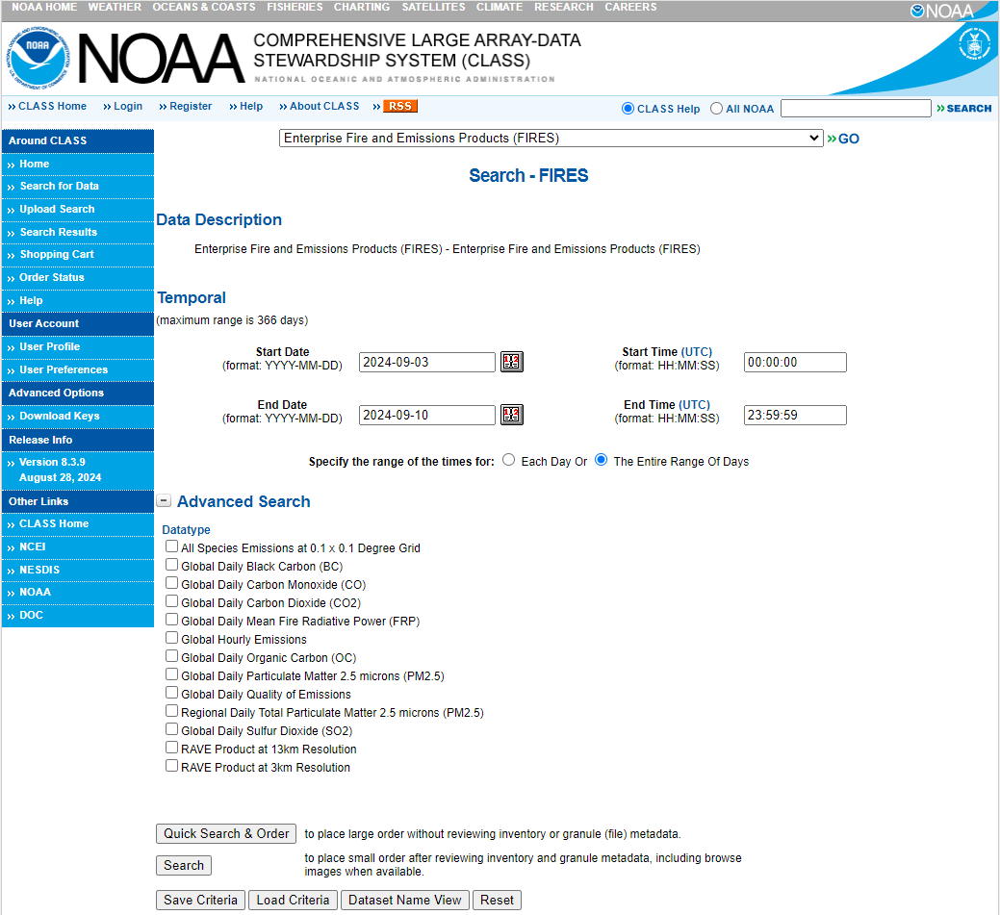 NOAA HOME WEATHER OCEANS & COASTS FISHERIES CHARTING SATELLITES CLIMATE RESEARCH CAREERS NOAA
NOAA NOAA COMPREHENSIVE LARGE ARRAY-DATA
STEWARDSHIP SYSTEM (CLASS)
NATIONAL OCEANIC AND ATMOSPHERIC ADMINISTRATION
» CLASS Home » Login » Register » Help » About CLASS » RSS CLASS Help All NOAA » SEARCH
Around CLASS
» Home
» Search for Data
» Upload Search
» Search Results
» Shopping Cart
» Order Status
» Help
User Account
» User Profile
» User Preferences
Advanced Options
» Download Keys
Release Info
» Version 8.3.9
August 28, 2024
Other Links
» CLASS Home
» NCEI
» NESDIS
» NOAA
» DOC
Enterprise Fire and Emissions Products (FIRES) » GO
Search - FIRES
Data Description
Enterprise Fire and Emissions Products (FIRES) - Enterprise Fire and Emissions Products (FIRES)
Temporal
(maximum range is 366 days)
Start Date
(format: YYYY-MM-DD) 2024-09-03
Start Time (UTC)
(format: HH:MM:SS) 00:00:00
End Date
(format: YYYY-MM-DD) 2024-09-10
End Time (UTC)
(format: HH:MM:SS) 23:59:59
Specify the range of the times for: Each Day Or The Entire Range Of Days
Advanced Search
Datatype
All Species Emissions at 0.1 x 0.1 Degree Grid
Global Daily Black Carbon (BC)
Global Daily Carbon Monoxide (CO)
Global Daily Carbon Dioxide (CO2)
Global Daily Mean Fire Radiative Power (FRP)
Global Hourly Emissions
Global Daily Organic Carbon (OC)
Global Daily Particulate Matter 2.5 microns (PM2.5)
Global Daily Quality of Emissions
Regional Daily Total Particulate Matter 2.5 microns (PM2.5)
Global Daily Sulfur Dioxide (SO2)
RAVE Product at 13km Resolution
RAVE Product at 3km Resolution
Quick Search & Order to place large order without reviewing inventory or granule (file) metadata.
Search to place small order after reviewing inventory and granule metadata, including browse
images when available.
Save Criteria Load Criteria Dataset Name View Reset